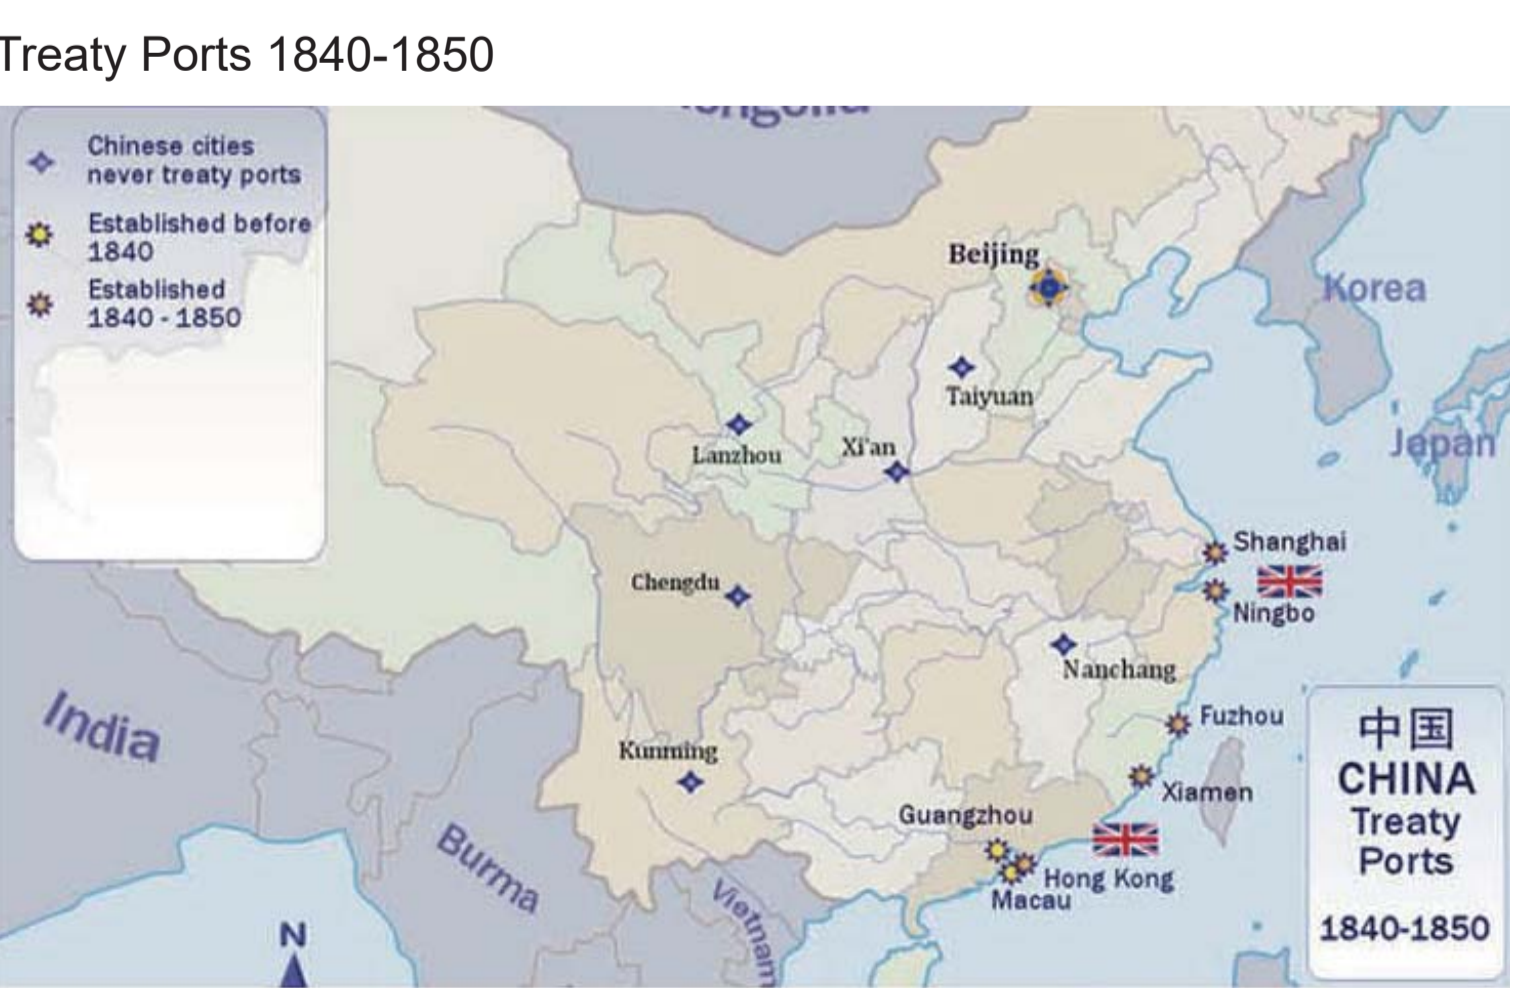 Treaty Ports 1840-1850
Chinese cities
never treaty ports
Established before
1840
Established
1840 - 1850
Beijing
Korea
Taiyuan
Japan
Lanzhou
Xi'an
Shanghai
Chengdu
Ningbo
Nanchang
India
Fuzhou
Kunming
Xiamen
Guangzhou
Hong Kong
Macau
Burma
Vietnam
N
中国
CHINA
Treaty
Ports
1840-1850